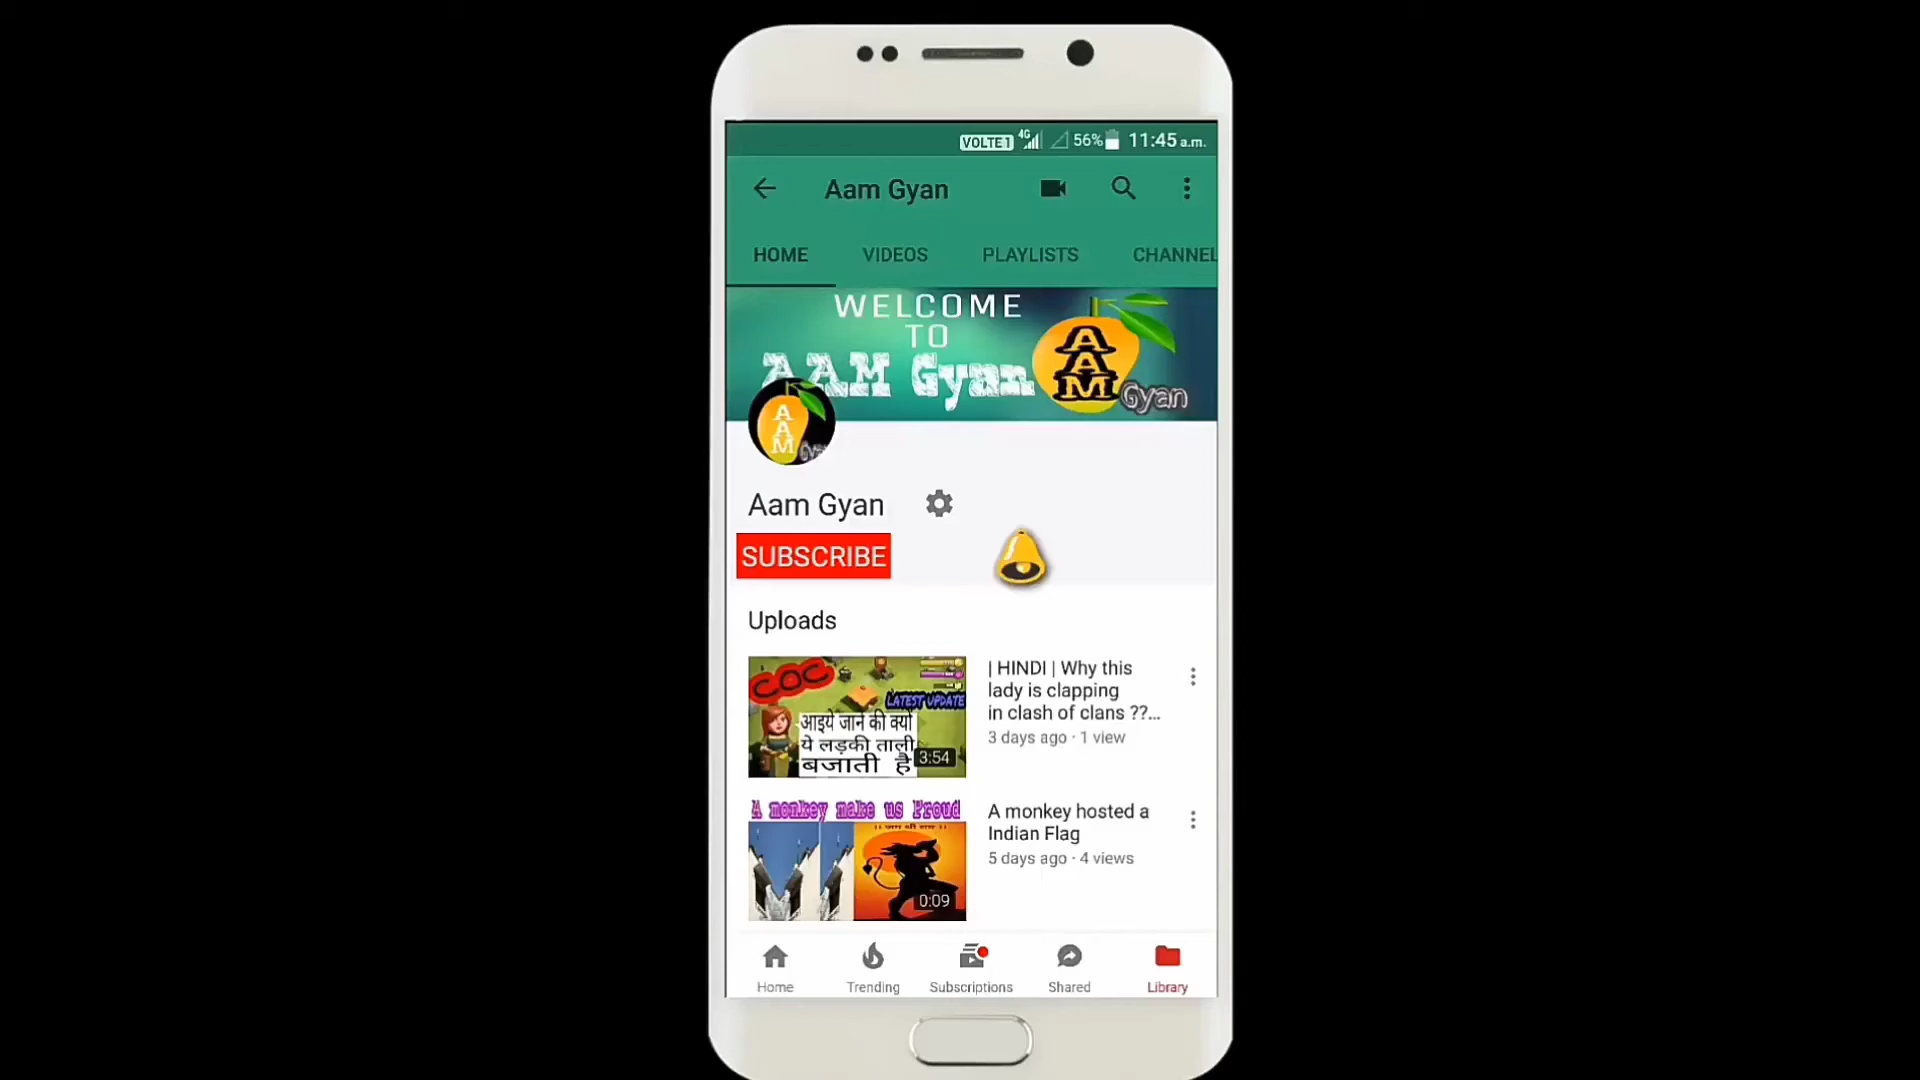 VOLTE1 4G 56% 11:45 a.m.
Aam Gyan
HOME VIDEOS PLAYLISTS CHANNEL
WELCOME
TO
AAM Gyan
AAM
Gyan
AAM
Aam Gyan
SUBSCRIBE
Uploads
COC
LATEST UPDATE
आइये जाने की क्यों
ये लड़की ताली
बजाती है
3:54
| HINDI | Why this
lady is clapping
in clash of clans ??...
3 days ago · 1 view
A monkey make us Proud
0:09
A monkey hosted a
Indian Flag
5 days ago · 4 views
Home Trending Subscriptions Shared Library